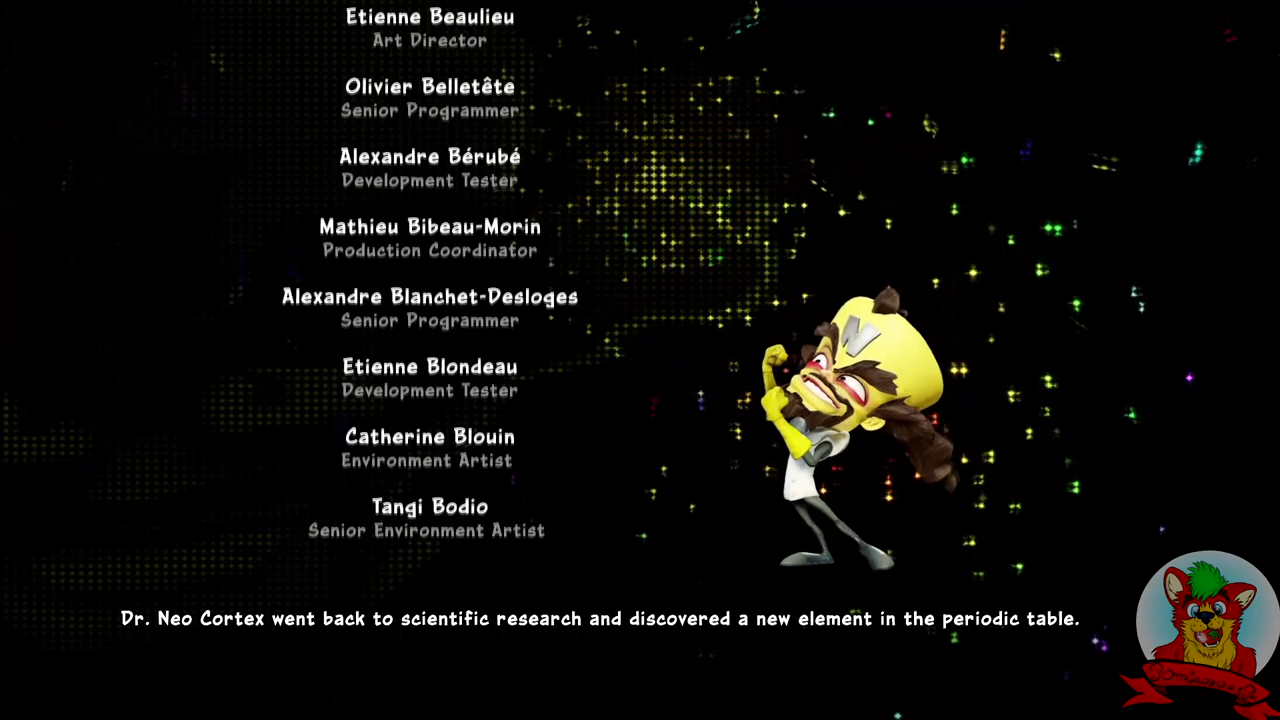 Etienne Beaulieu
Art Director
Olivier Belletête
Senior Programmer
Alexandre Bérubé
Development Tester
Mathieu Bibeau-Morin
Production Coordinator
Alexandre Blanchet-Desloges
Senior Programmer
Etienne Blondeau
Development Tester
Catherine Blouin
Environment Artist
Tangi Bodio
Senior Environment Artist
N
Dr. Neo Cortex went back to scientific research and discovered a new element in the periodic table.